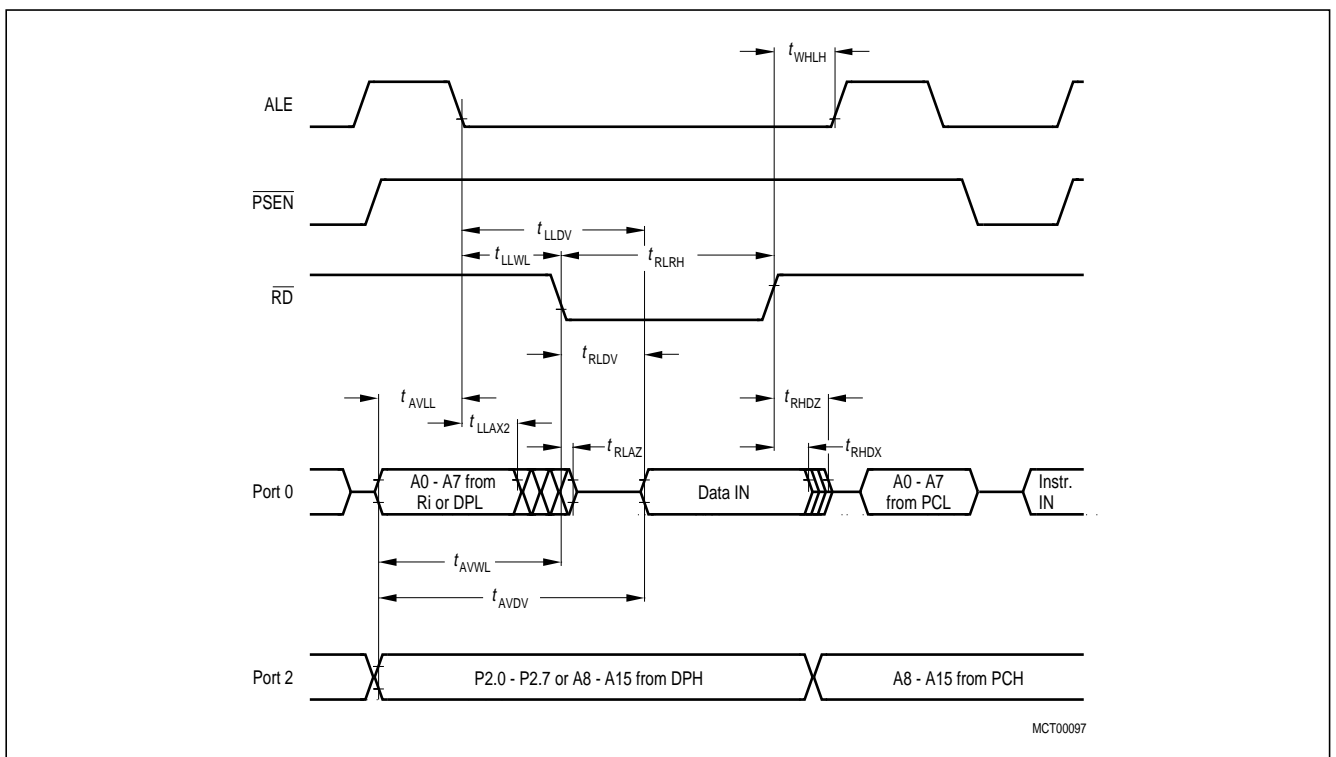 tWHLH
ALE
PSEN
tLLDV
tLLWL
tRLRH
RD
tRLDV
tAVLL
tRHDZ
tLLAX2
tRLAZ
tRHDX
Port 0
A0 - A7 from
Ri or DPL
Data IN
A0 - A7
from PCL
Instr.
IN
tAVWL
tAVDV
Port 2
P2.0 - P2.7 or A8 - A15 from DPH
A8 - A15 from PCH
MCT00097